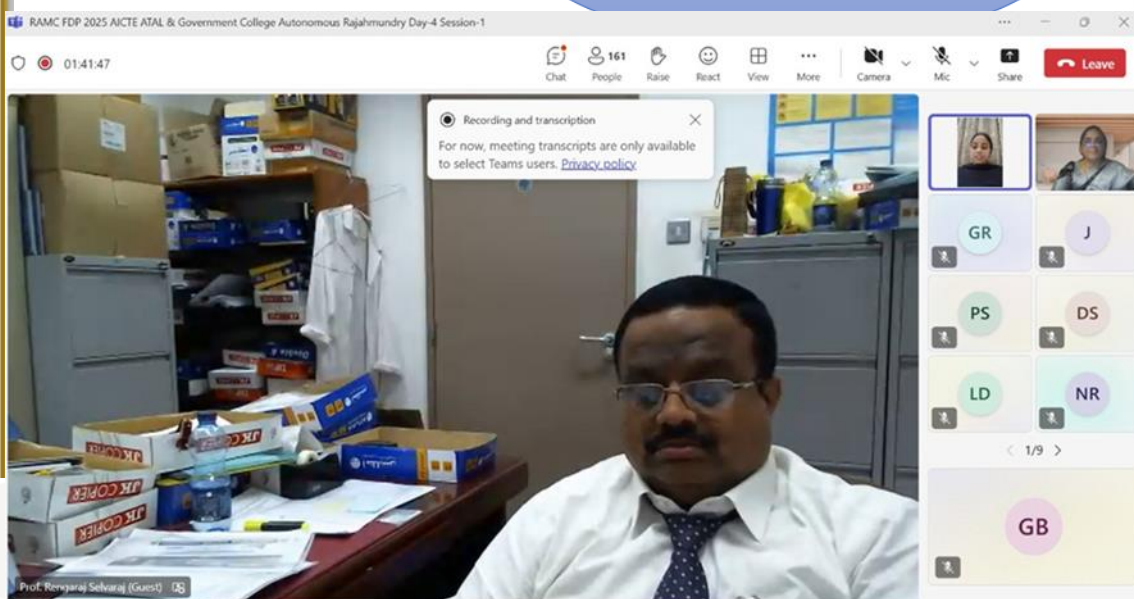 RAMC FDP 2025 AICTE ATAL & Government College Autonomous Rajahmundry Day-4 Session-1
01:41:47
Chat
161
People
Raise
React
View
More
Camera
Mic
Share
Leave
Recording and transcription
For now, meeting transcripts are only available
to select Teams users. Privacy policy
GR
J
PS
DS
LD
NR
1/9
GB
JK COPIER
JK COPIER
JK COPIER
Prof. Rengaraj Selvaraj (Guest)